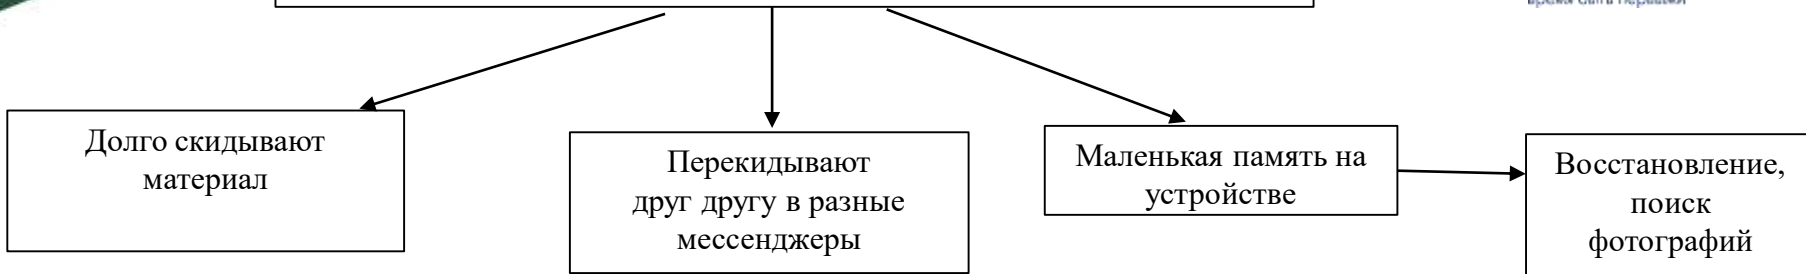 Долго скидывают
материал
Перекидывают
друг другу в разные
мессенджеры
Маленькая память на
устройстве
Восстановление,
поиск
фотографий